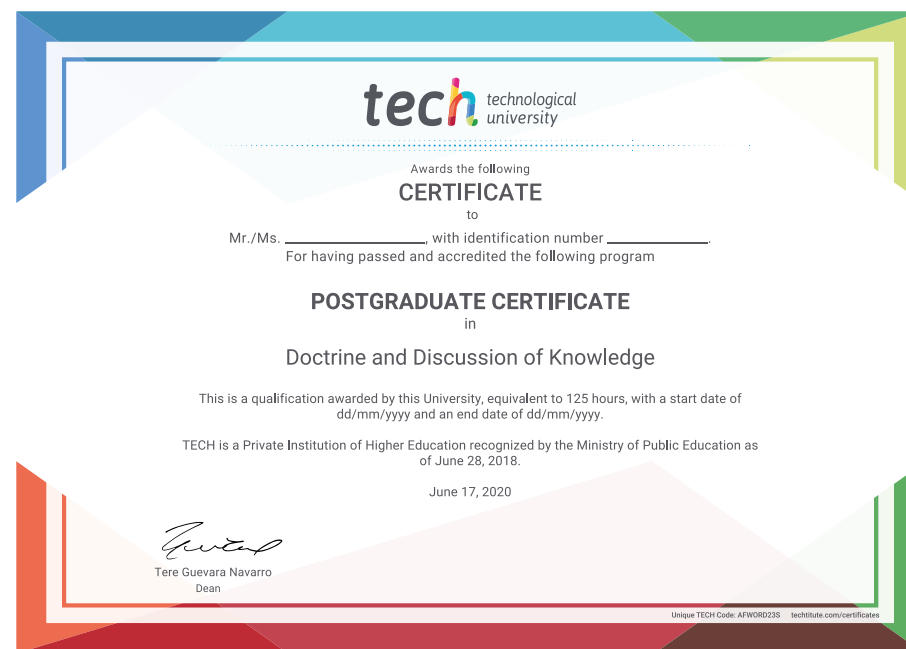 tech technological
university
Awards the following
CERTIFICATE
to
Mr./Ms. ____________________, with identification number ______________.
For having passed and accredited the following program
POSTGRADUATE CERTIFICATE
in
Doctrine and Discussion of Knowledge
This is a qualification awarded by this University, equivalent to 125 hours, with a start date of
dd/mm/yyyy and an end date of dd/mm/yyyy.
TECH is a Private Institution of Higher Education recognized by the Ministry of Public Education as
of June 28, 2018.
June 17, 2020
Tere Guevara Navarro
Dean
Unique TECH Code: AFWORD23S techtitute.com/certificates